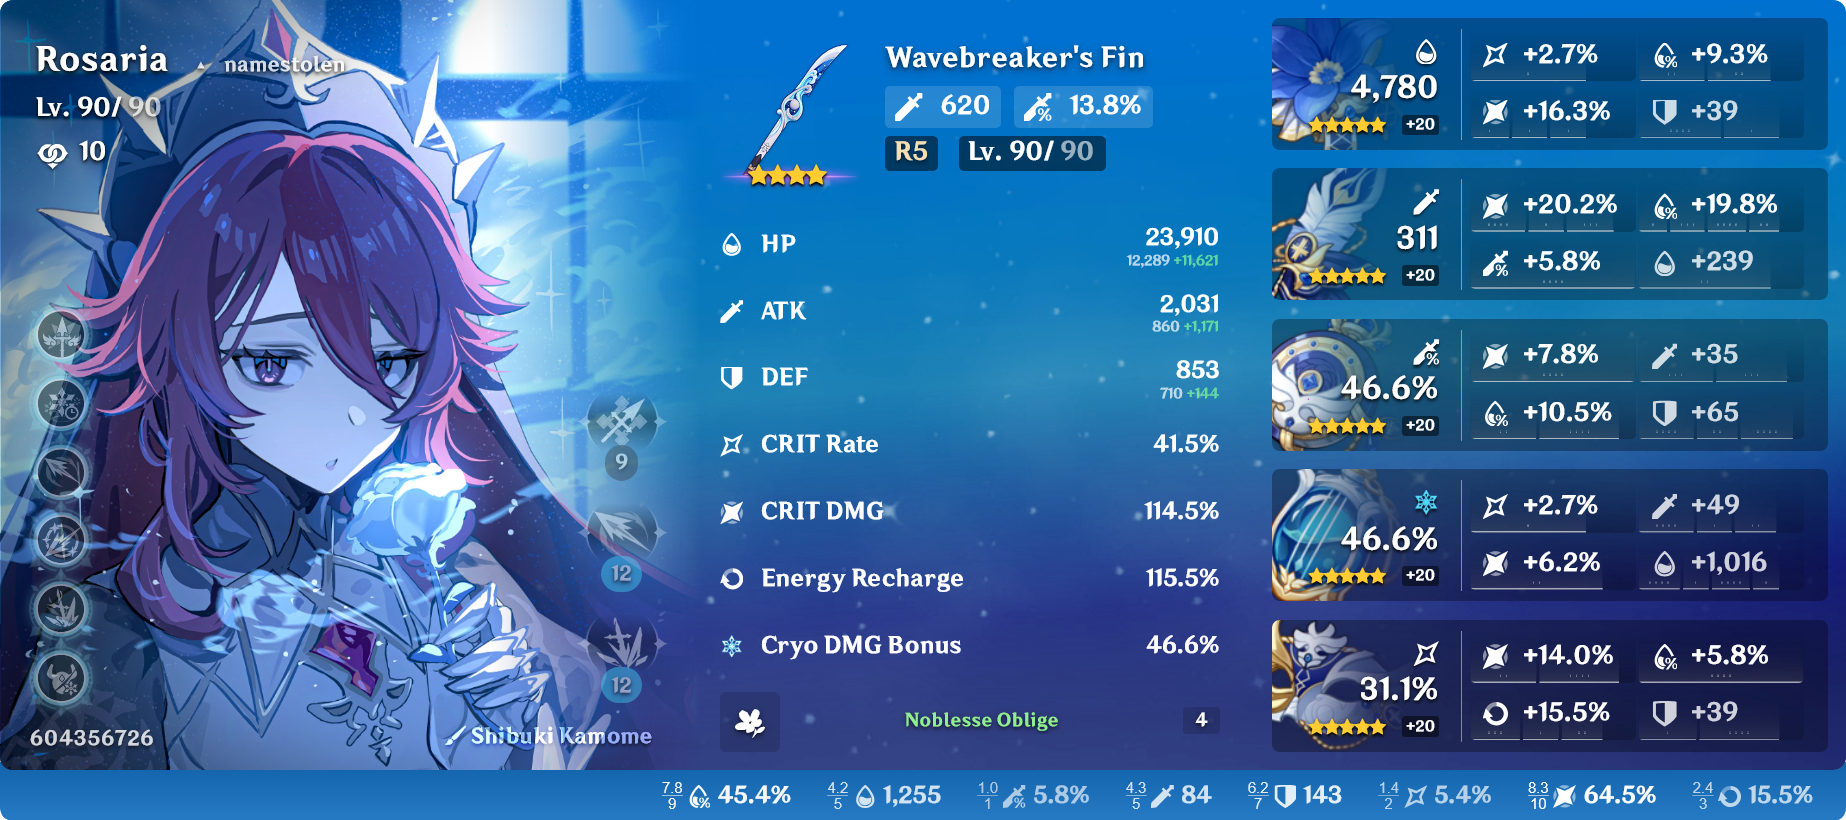 Rosaria
namestolen
Lv. 90/ 90
10
9
12
12
604356726
Shibuki Kamome
Wavebreaker's Fin
620 13.8%
R5 Lv. 90/ 90
HP 23,910
12,289 +11,621
ATK 2,031
860 +1,171
DEF 853
710 +144
CRIT Rate 41.5%
CRIT DMG 114.5%
Energy Recharge 115.5%
Cryo DMG Bonus 46.6%
Noblesse Oblige 4
4,780
+20
+2.7% +9.3%
+16.3% +39
311
+20
+20.2% +19.8%
+5.8% +239
46.6%
+20
+7.8% +35
+10.5% +65
46.6%
+20
+2.7% +49
+6.2% +1,016
31.1%
+20
+14.0% +5.8%
+15.5% +39
7.8/9 45.4% 4.2/5 1,255 1.0/1 5.8% 4.3/5 84 6.2/7 143 1.4/2 5.4% 8.3/10 64.5% 2.4/3 15.5%